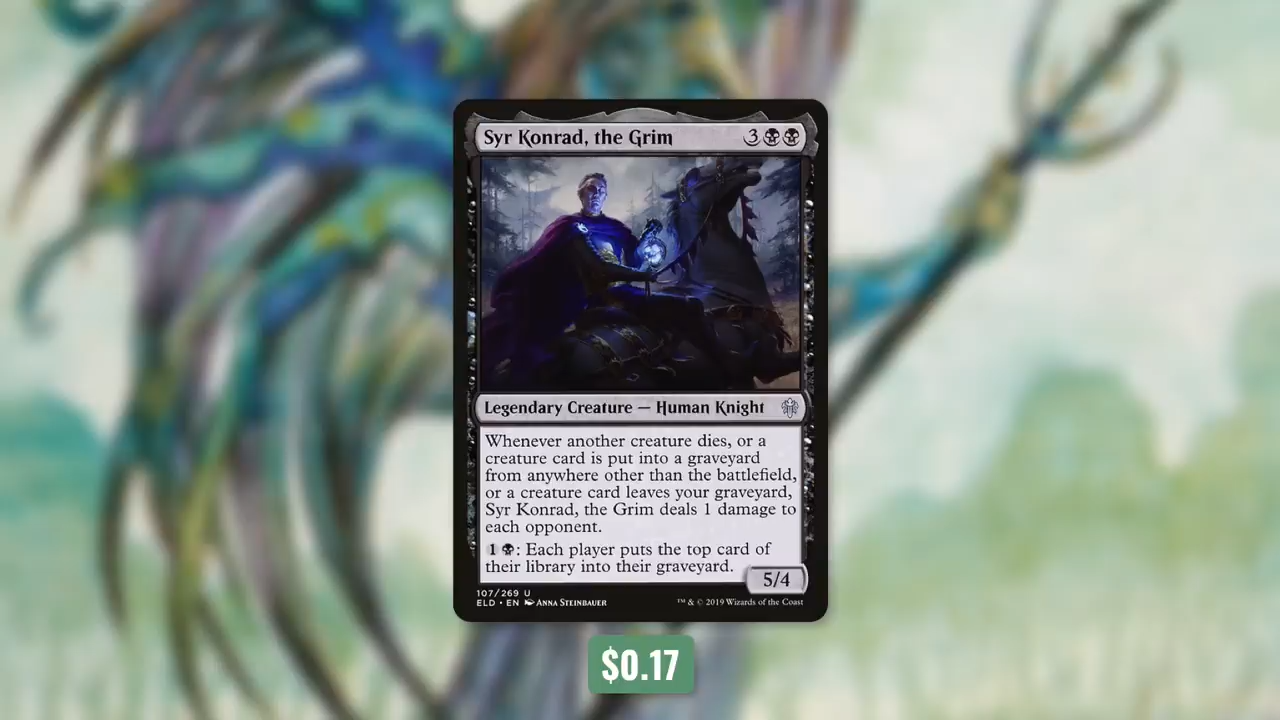 Syr Konrad, the Grim 3
Legendary Creature — Human Knight
Whenever another creature dies, or a
creature card is put into a graveyard
from anywhere other than the battlefield,
or a creature card leaves your graveyard,
Syr Konrad, the Grim deals 1 damage to
each opponent.
1 : Each player puts the top card of
their library into their graveyard.
5/4
107/269 U
ELD • EN ANNA STEINBAUER
™ & © 2019 Wizards of the Coast
$0.17